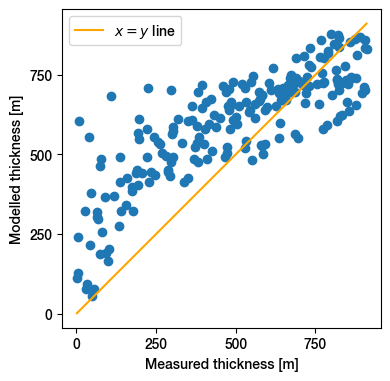 x = y line
Modelled thickness [m]
750
500
250
0
0 250 500 750
Measured thickness [m]